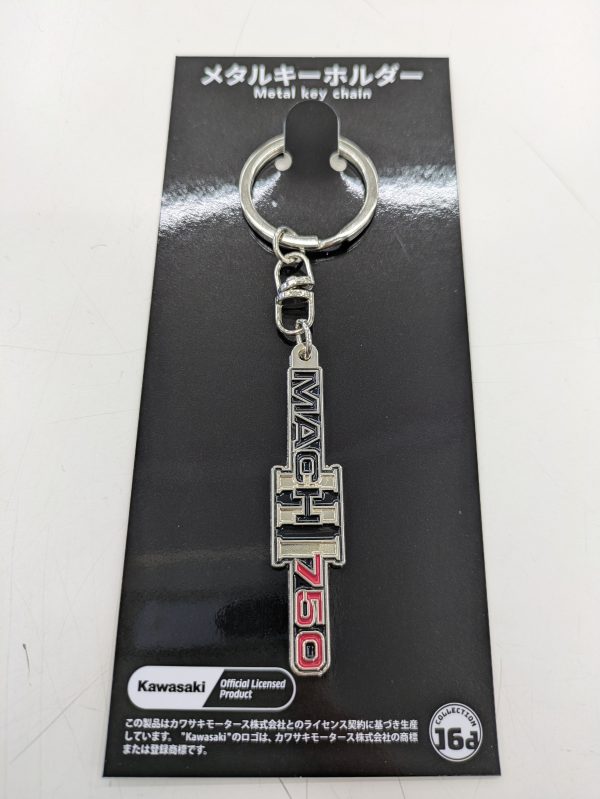 メタルキーホルダー
Metal key chain
MACH III 750
Kawasaki
Official Licensed
Product
この製品はカワサキモータース株式会社とのライセンス契約に基づき生産
しています。 "Kawasaki"のロゴは、カワサキモータース株式会社の商標
または登録商標です。
COLLECTION
16d